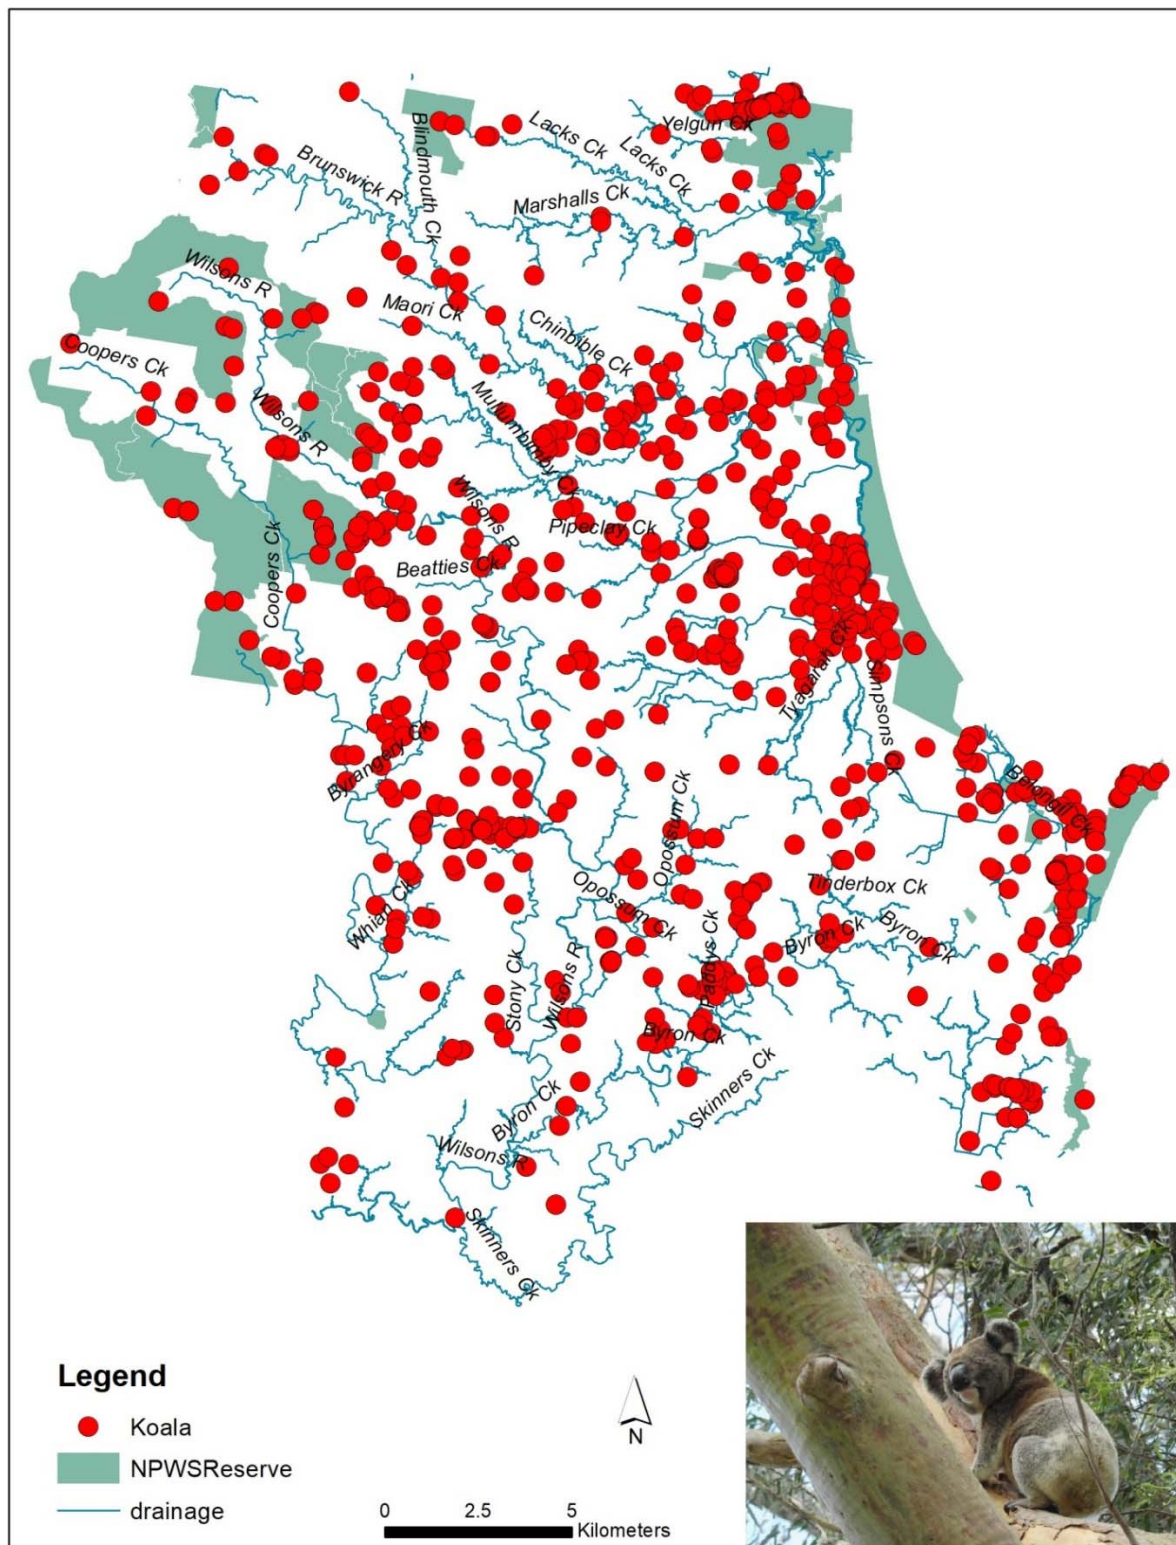 Yelgun Ck
Lacks Ck
Blindmouth Ck
Lacks Ck
Brunswick R
Marshalls Ck
Wilsons R
Maori Ck
Chinbible Ck
Coopers Ck
Mullumbimby Ck
Wilsons R
Wilsons R
Pipeclay Ck
Beatties Ck
Coopers Ck
Tyagarah Ck
Simpsons Ck
Byrangery Ck
Belongil Ck
Opossum Ck
Tinderbox Ck
Whian Ck
Opossum Ck
Byron Ck
Byron Ck
Paddys Ck
Stony Ck
Wilsons R
Byron Ck
Skinners Ck
Byron Ck
Wilsons R
Skinners Ck
Legend
Koala
NPWSReserve
drainage
N
0 2.5 5
Kilometers